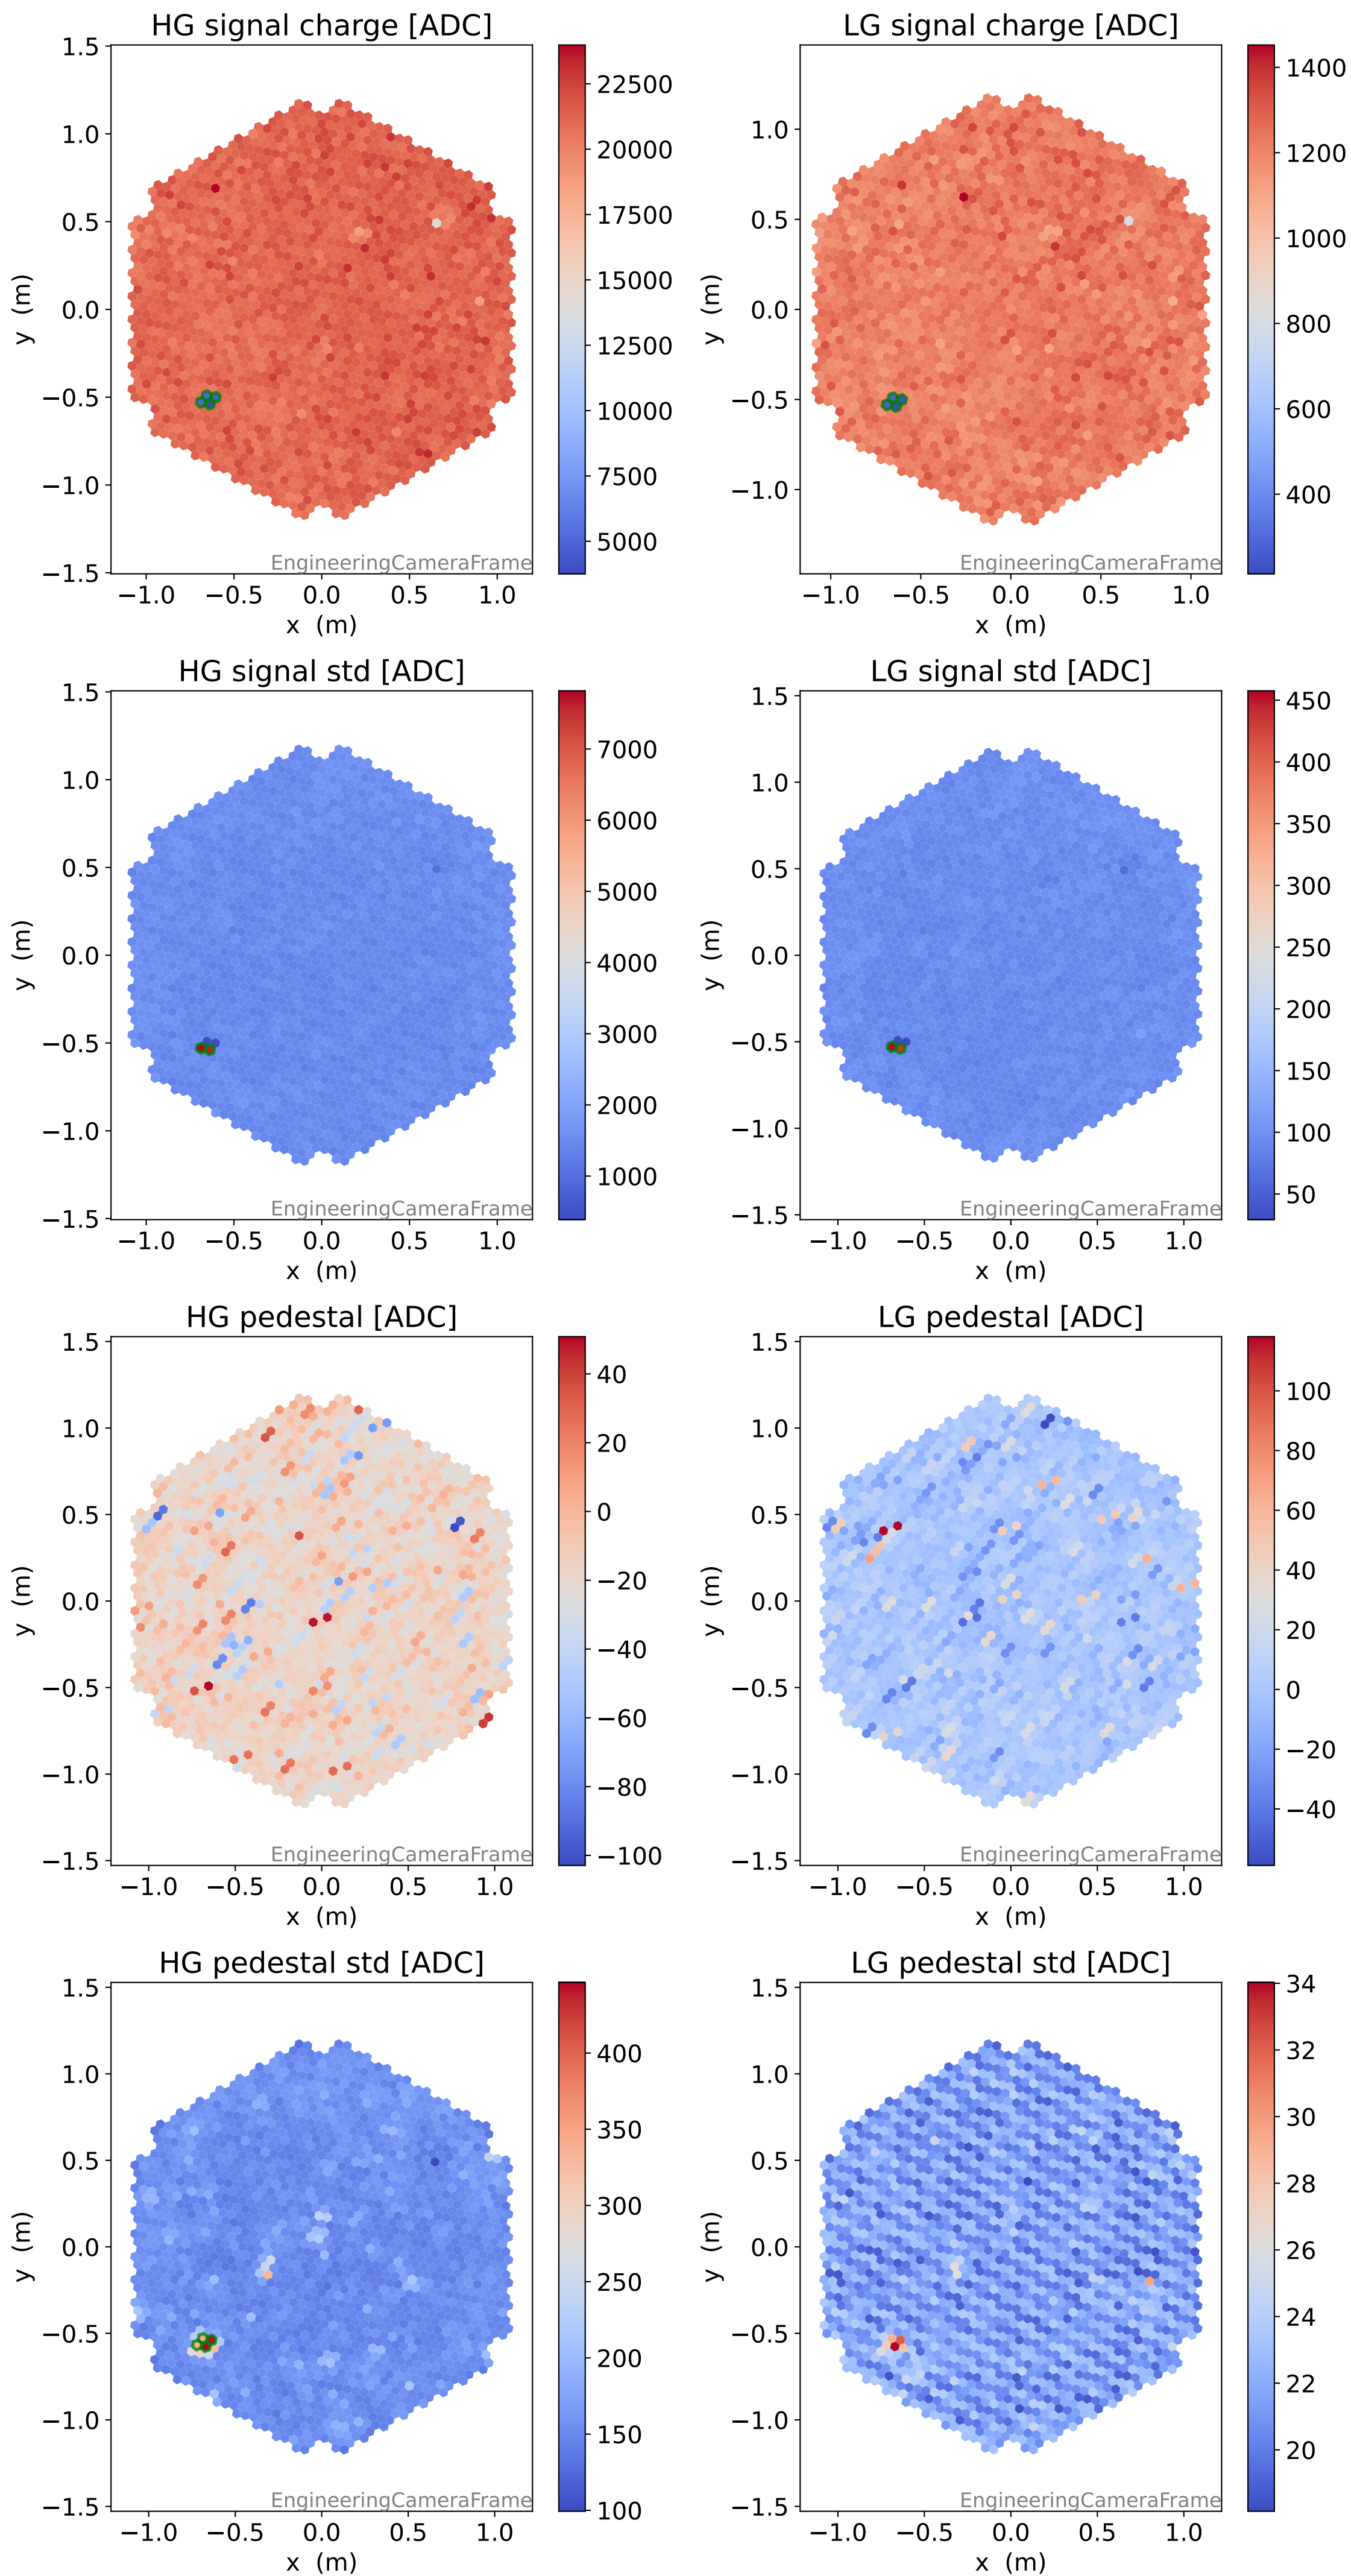 HG signal charge [ADC]
1.5
1.0
0.5
0.0
−0.5
−1.0
−1.5
y (m)
−1.0 −0.5 0.0 0.5 1.0
x (m)
EngineeringCameraFrame
22500
20000
17500
15000
12500
10000
7500
5000
LG signal charge [ADC]
1.0
0.5
0.0
−0.5
−1.0
y (m)
−1.0 −0.5 0.0 0.5 1.0
x (m)
EngineeringCameraFrame
1400
1200
1000
800
600
400
HG signal std [ADC]
1.5
1.0
0.5
0.0
−0.5
−1.0
−1.5
y (m)
−1.0 −0.5 0.0 0.5 1.0
x (m)
EngineeringCameraFrame
7000
6000
5000
4000
3000
2000
1000
LG signal std [ADC]
1.5
1.0
0.5
0.0
−0.5
−1.0
−1.5
y (m)
−1.0 −0.5 0.0 0.5 1.0
x (m)
EngineeringCameraFrame
450
400
350
300
250
200
150
100
50
HG pedestal [ADC]
1.5
1.0
0.5
0.0
−0.5
−1.0
−1.5
y (m)
−1.0 −0.5 0.0 0.5 1.0
x (m)
EngineeringCameraFrame
40
20
0
−20
−40
−60
−80
−100
LG pedestal [ADC]
1.5
1.0
0.5
0.0
−0.5
−1.0
−1.5
y (m)
−1.0 −0.5 0.0 0.5 1.0
x (m)
EngineeringCameraFrame
100
80
60
40
20
0
−20
−40
HG pedestal std [ADC]
1.5
1.0
0.5
0.0
−0.5
−1.0
−1.5
y (m)
−1.0 −0.5 0.0 0.5 1.0
x (m)
EngineeringCameraFrame
400
350
300
250
200
150
100
LG pedestal std [ADC]
1.5
1.0
0.5
0.0
−0.5
−1.0
−1.5
y (m)
−1.0 −0.5 0.0 0.5 1.0
x (m)
EngineeringCameraFrame
34
32
30
28
26
24
22
20